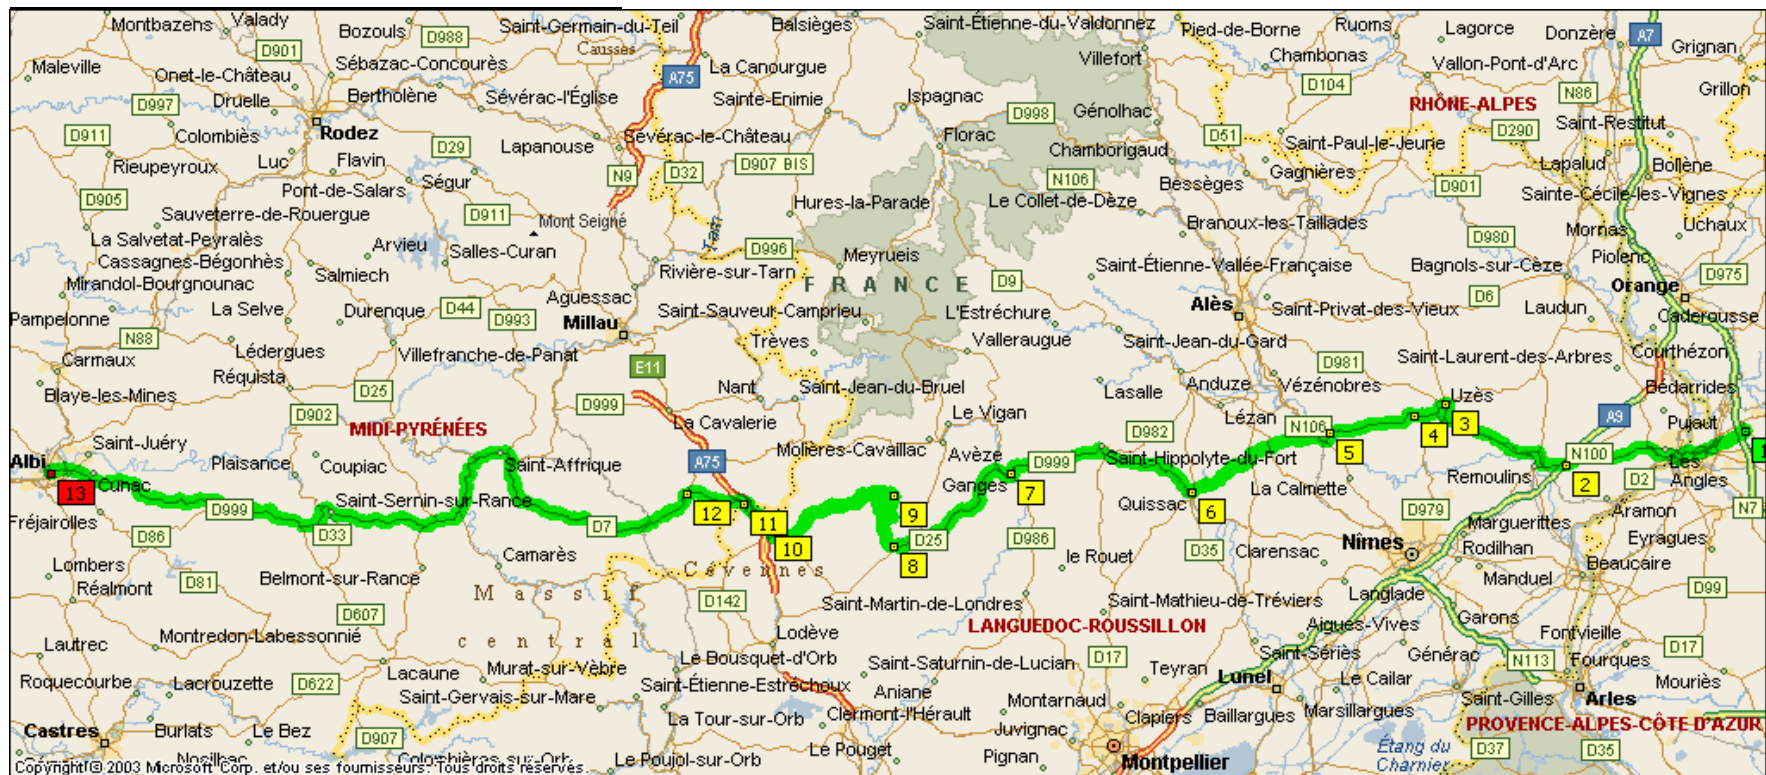 Montbazens
Valady
Saint-Germain-du-Teil
Balsièges
Saint-Étienne-du-Valdonnez
Pied-de-Borne
Ruoms
Lagorce
Donzère
A7
Grignan
D901
Bozouls
D988
Causses
Villefort
Chambonas
Maleville
Onet-le-Château
Sébazac-Concourès
A75
La Canourgue
Vallon-Pont-d'Arc
D104
N86
Grillon
D997
Druelle
Bertholène
Sévérac-l'Église
Sainte-Enimie
Ispagnac
D998
Génolhac
RHÔNE-ALPES
D911
Colombiès
Rodez
Sévérac-le-Château
Florac
D51
Saint-Paul-le-Jeune
D290
Saint-Restitut
Rieupeyroux
Luc
Flavin
D29
Lapanouse
N9
D32
D907 BIS
Chamborigaud
N106
Bessèges
Gagnières
Lapalud
Bollène
D901
D905
Pont-de-Salars
Ségur
Hures-la-Parade
Le Collet-de-Dèze
Sainte-Cécile-les-Vignes
Sauveterre-de-Rouergue
D911
Mont Seigné
Tarn
Branoux-les-Taillades
Mornas
Uchaux
La Salvetat-Peyralès
Arvieu
Salles-Curan
D996
Meyrueis
D980
Piolenc
Cassagnes-Bégonhès
Salmiech
Rivière-sur-Tarn
FRANCE
D9
Saint-Étienne-Vallée-Française
Bagnols-sur-Cèze
D975
Mirandol-Bourgnounac
Aguessac
Orange
Pampelonne
La Selve
Durenque
D44
D993
Millau
Saint-Sauveur-Camprieu
L'Estréchure
Alès
Saint-Privat-des-Vieux
D6
Laudun
Caderousse
N88
Lédergues
Villefranche-de-Panat
Trèves
Valleraugue
Saint-Jean-du-Gard
D981
Saint-Laurent-des-Arbres
Courthézon
Carmaux
Réquista
E11
Blaye-les-Mines
D25
Nant
Saint-Jean-du-Bruel
Lasalle
Anduze
Vézénobres
Uzès
Bédarrides
D902
D999
La Cavalerie
Le Vigan
Lézan
N106
A9
Pujaut
MIDI-PYRÉNÉES
D982
4
3
Saint-Juéry
Molières-Cavaillac
Avèze
D999
Saint-Hippolyte-du-Fort
5
N100
Les
Angles
1
Albi
Plaisance
Coupiac
Saint-Affrique
A75
Ganges
7
La Calmette
Remoulins
2
D2
13
Cunac
Saint-Sernin-sur-Rance
12
9
Quissac
6
Aramon
N7
Fréjairolles
D999
D33
D7
11
10
D25
8
D986
D979
Marguerittes
D86
Camarès
le Rouet
D35
Clarensac
Nîmes
Rodilhan
Eyragues
Lombers
Réalmont
D81
Belmont-sur-Rance
Cévennes
Manduel
Beaucaire
D99
Massif
central
D142
D607
Saint-Martin-de-Londres
Saint-Mathieu-de-Tréviers
Langlade
Garons
LANGUEDOC-ROUSSILLON
Aigues-Vives
Fontvieille
Lautrec
Montredon-Labessonnié
Lodève
D17
Saint-Sériès
Générac
N113
Fourques
D17
Le Bousquet-d'Orb
Saint-Saturnin-de-Lucian
Teyran
Lunel
Le Cailar
Mouriès
Roquecourbe
Lacrouzette
D622
Lacaune
Murat-sur-Vèbre
Saint-Gervais-sur-Mare
Saint-Étienne-Estréchoux
Aniane
Montarnaud
Saint-Gilles
Arles
La Tour-sur-Orb
Clermont-l'Hérault
Juvignac
Clapiers
Baillargues
Marsillargues
PROVENCE-ALPES-CÔTE D'AZUR
Castres
Burlats
Le Bez
D907
Le Pouget
Pignan
Montpellier
Étang du
Charnier
D37
D35
Noailhac
Colombières-sur-Orb
Le Poujol-sur-Orb
Copyright © 2003 Microsoft Corp. et/ou ses fournisseurs. Tous droits réservés.